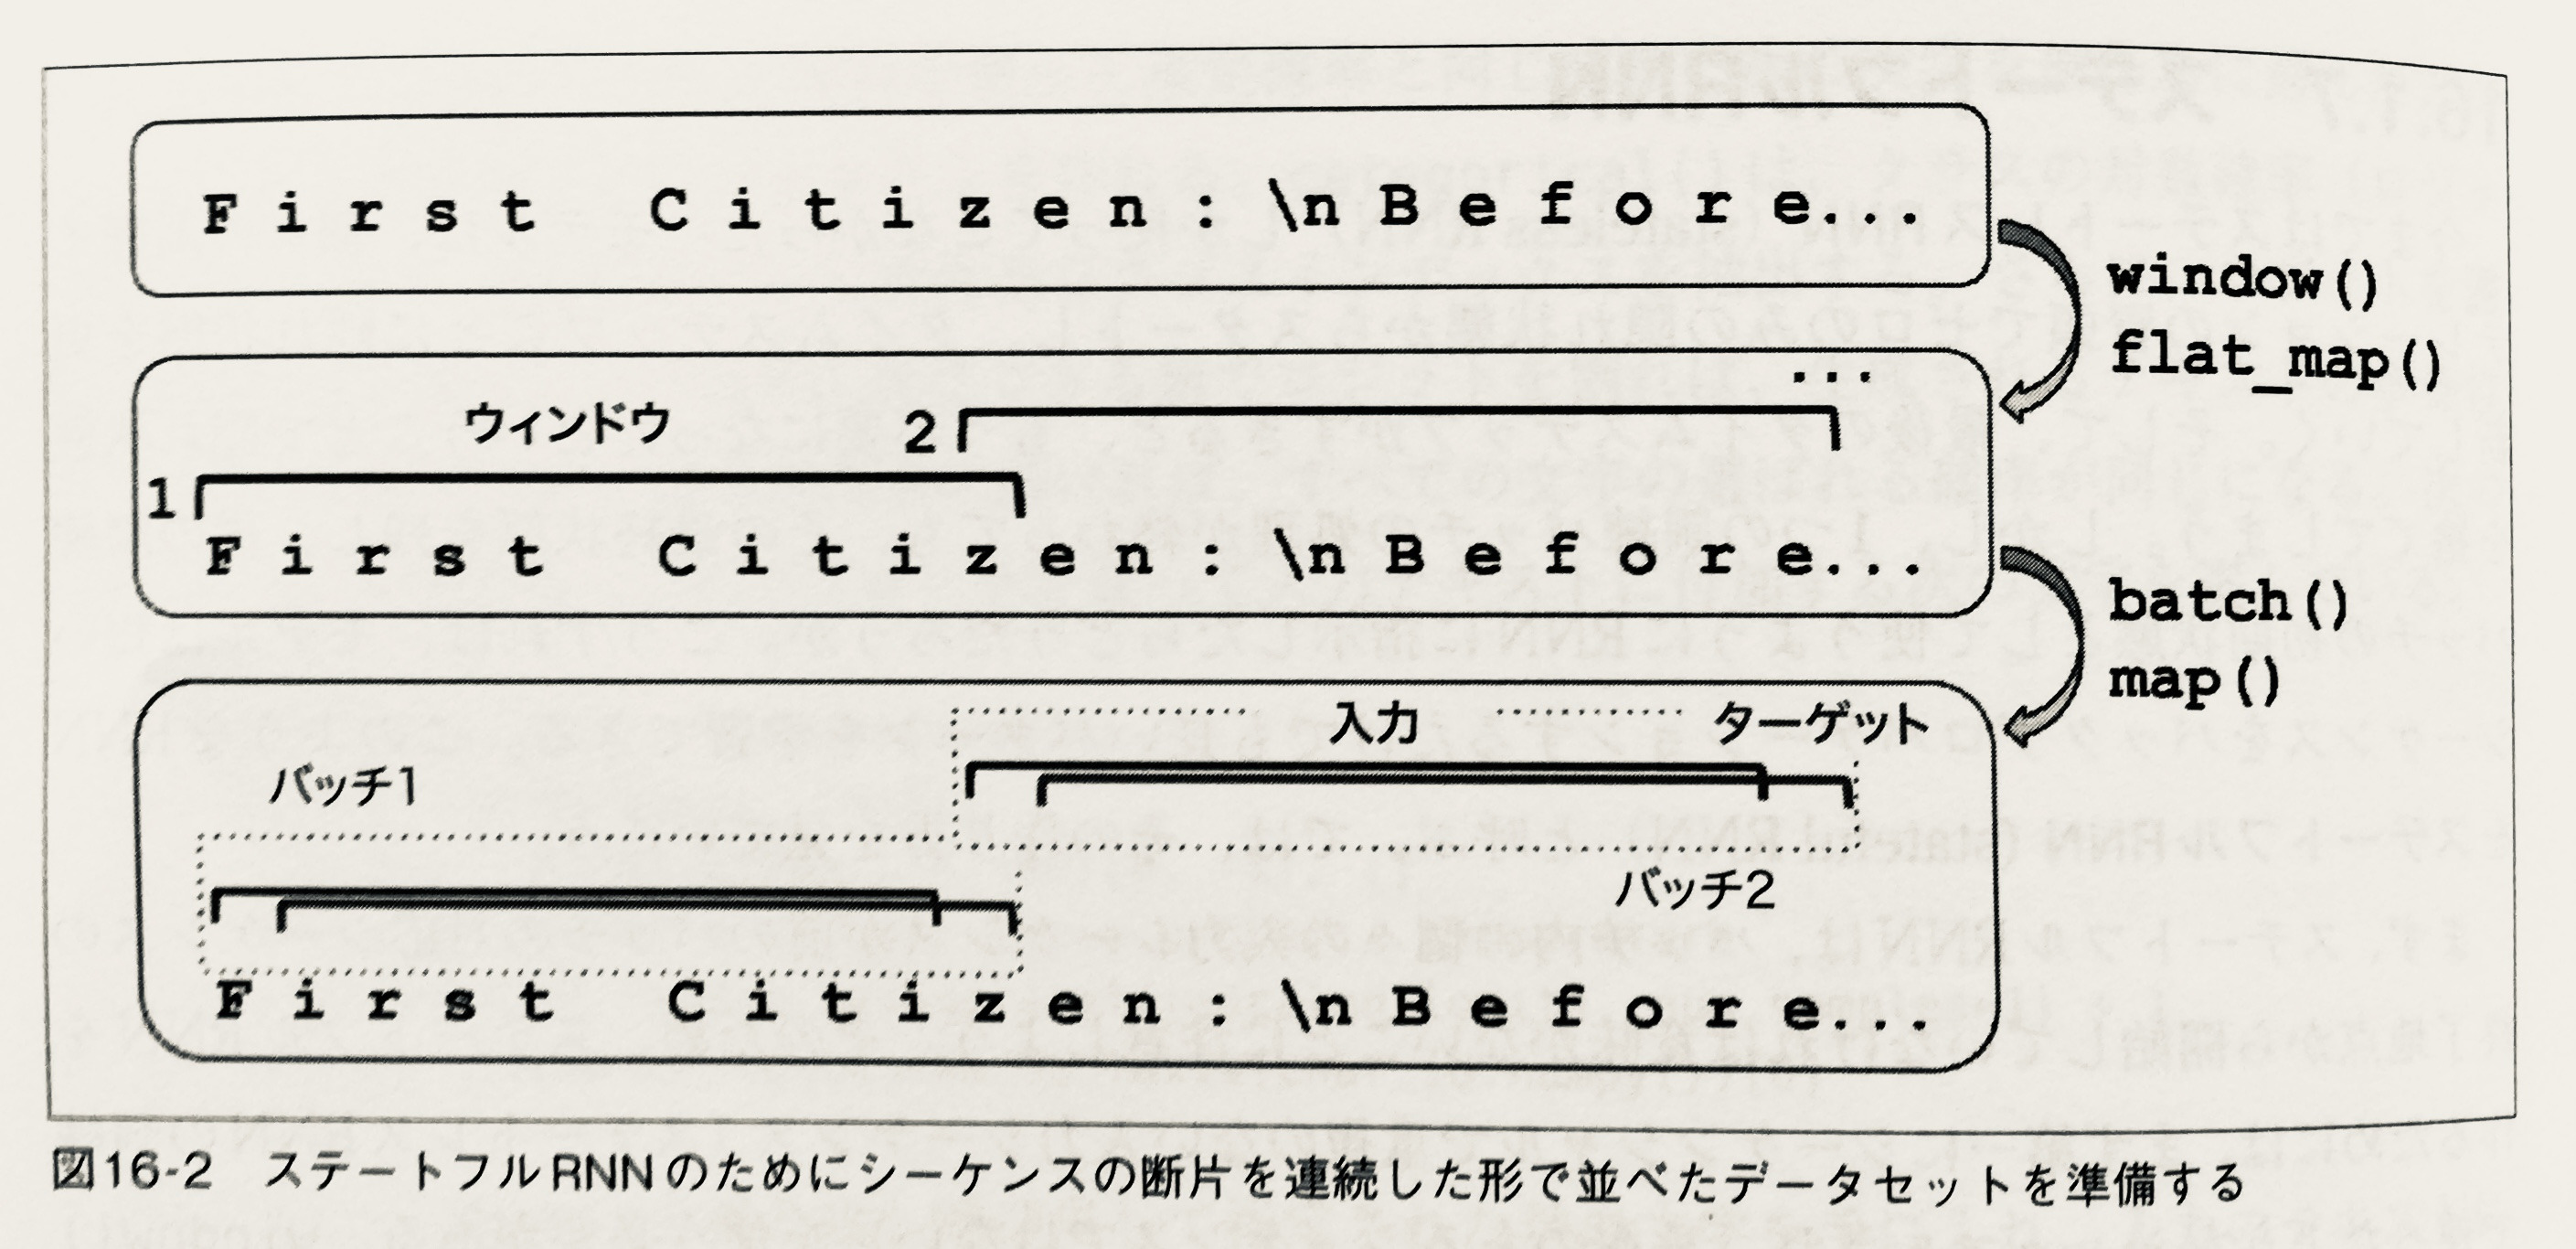 First Citizen:\nBefore...
window()
flat_map()
...
ウィンドウ 2
1
First Citizen:\nBefore...
batch()
map()
入力 ターゲット
バッチ1
バッチ2
First Citizen:\nBefore...
図16-2 ステートフルRNNのためにシーケンスの断片を連続した形で並べたデータセットを準備する